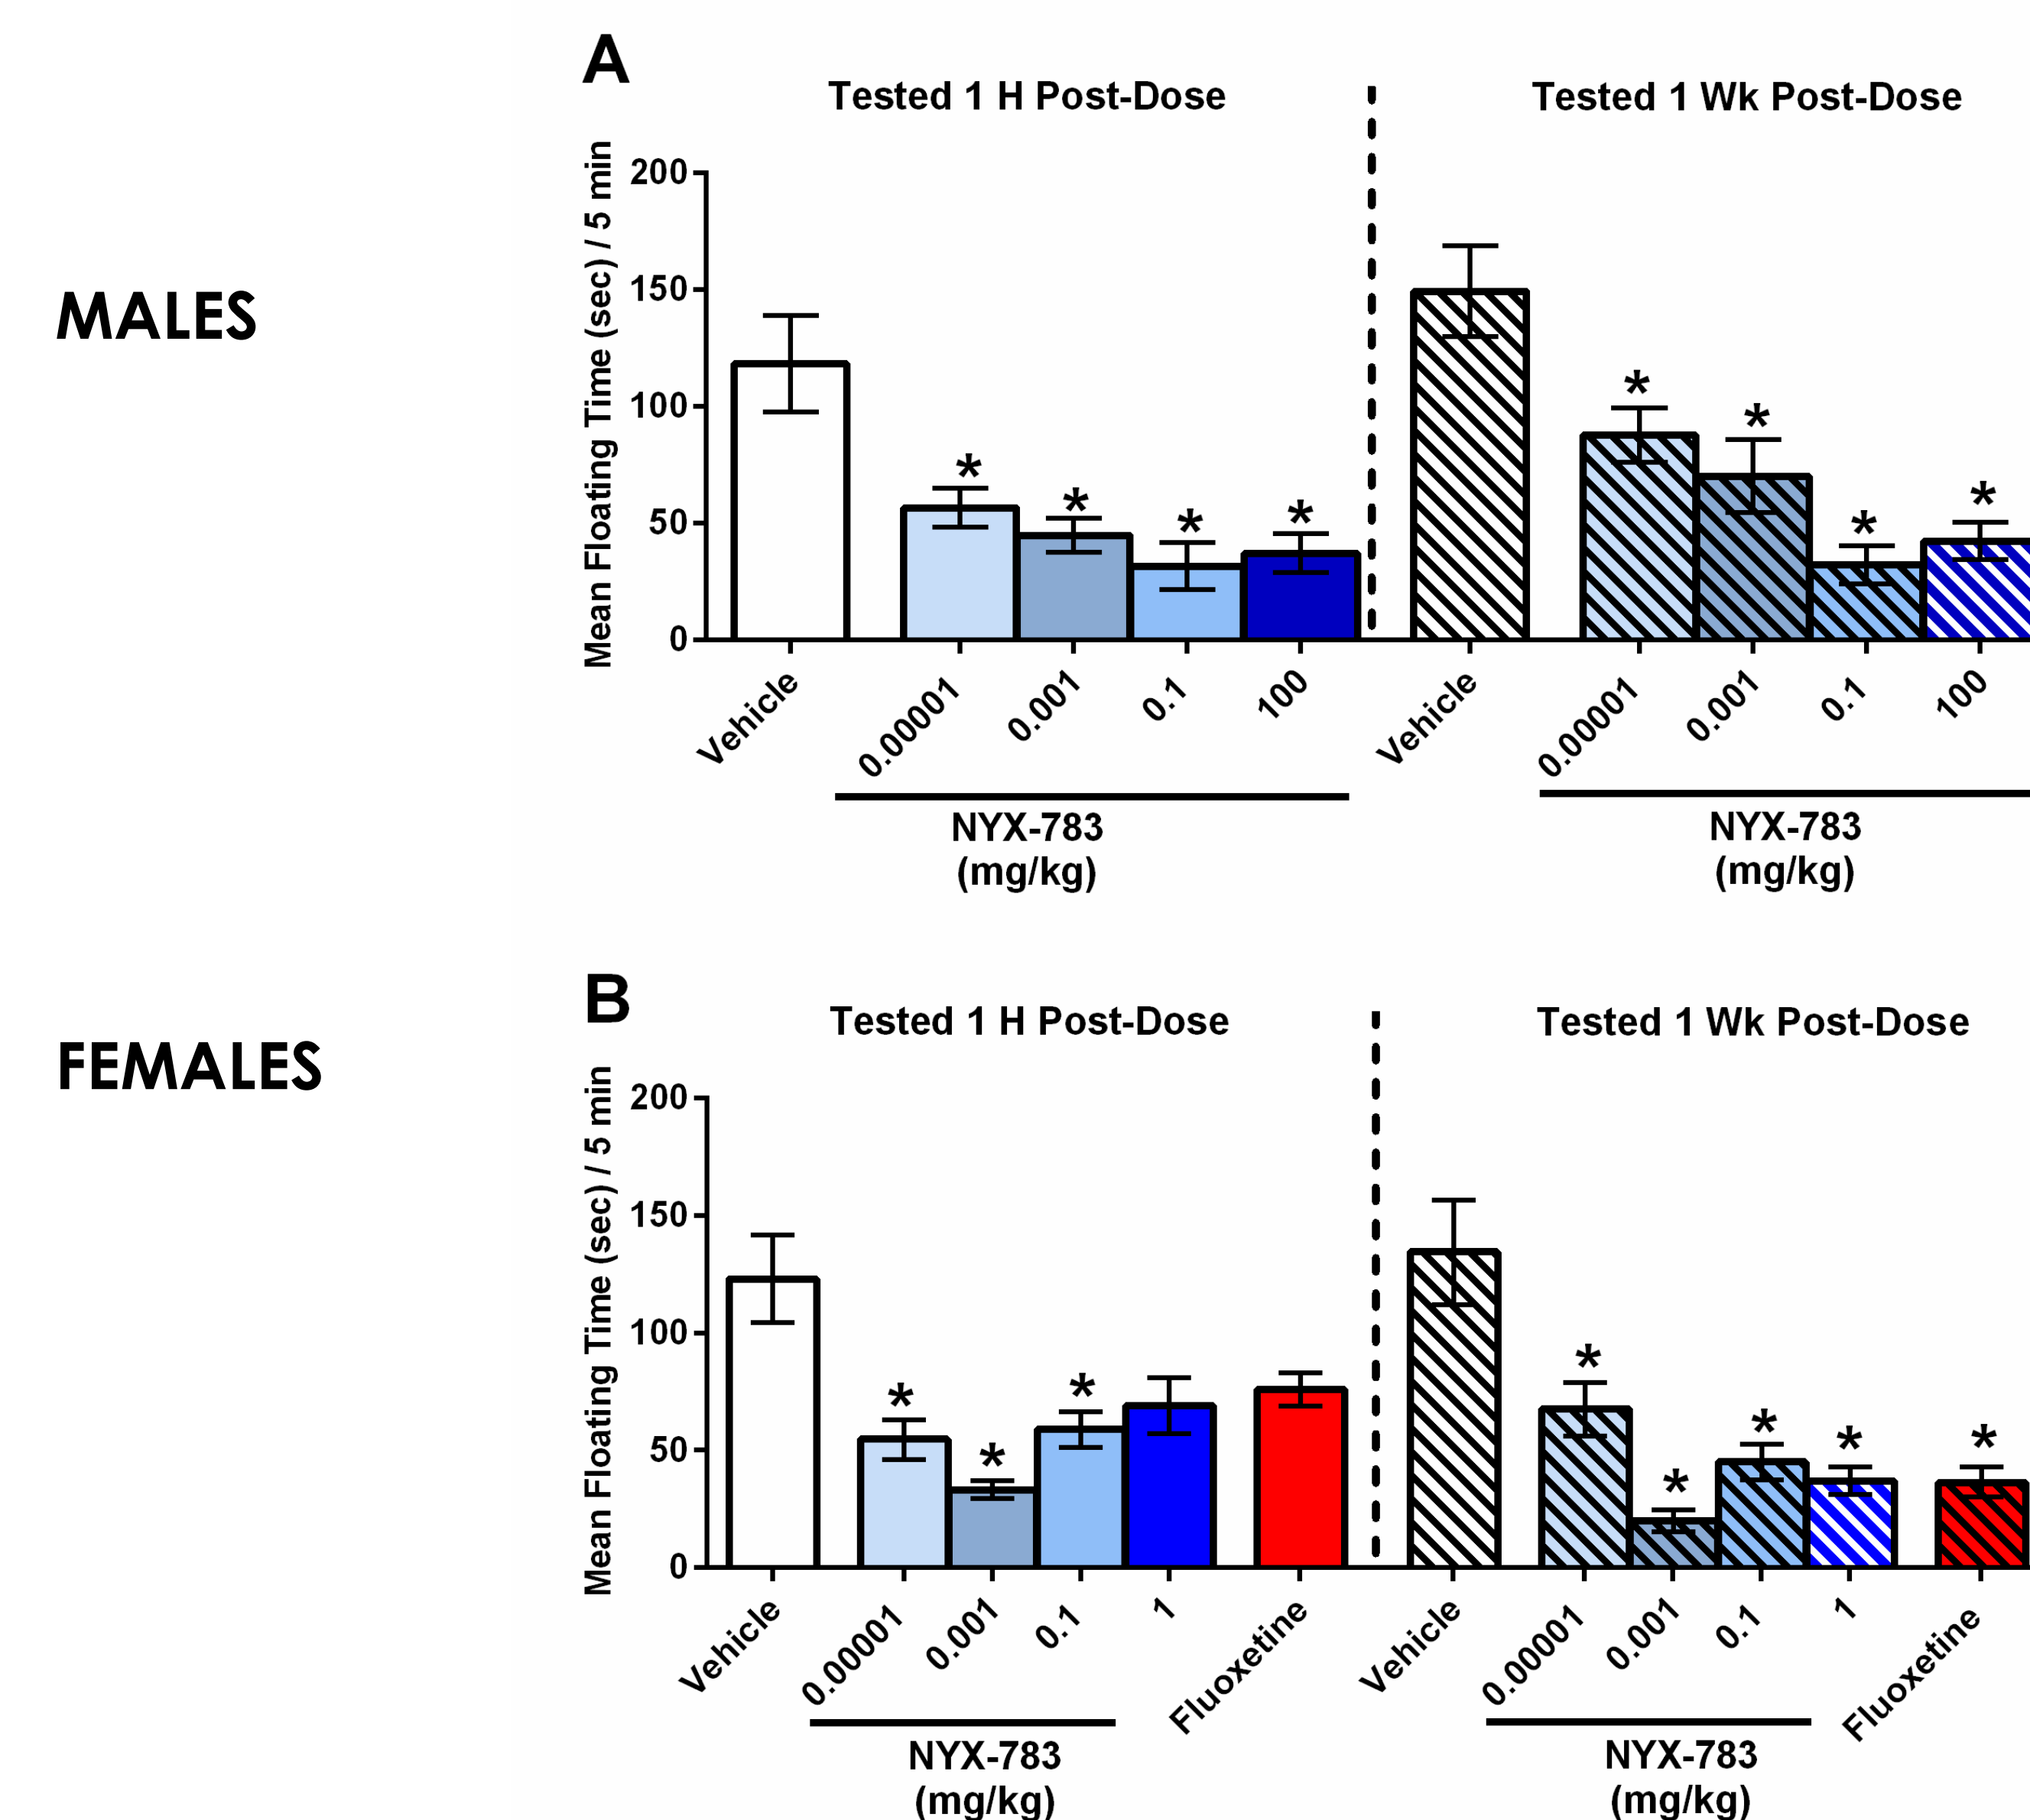 A
Tested 1 H Post-Dose
Tested 1 Wk Post-Dose
MALES
Mean Floating Time (sec) / 5 min
200
150
100
50
0
*
*
*
*
*
*
*
*
Vehicle
0.00001
0.001
0.1
100
Vehicle
0.00001
0.001
0.1
100
NYX-783
(mg/kg)
NYX-783
(mg/kg)
B
Tested 1 H Post-Dose
Tested 1 Wk Post-Dose
FEMALES
Mean Floating Time (sec) / 5 min
200
150
100
50
0
*
*
*
*
*
*
*
*
Vehicle
0.00001
0.001
0.1
1
Fluoxetine
Vehicle
0.00001
0.001
0.1
1
Fluoxetine
NYX-783
(mg/kg)
NYX-783
(mg/kg)